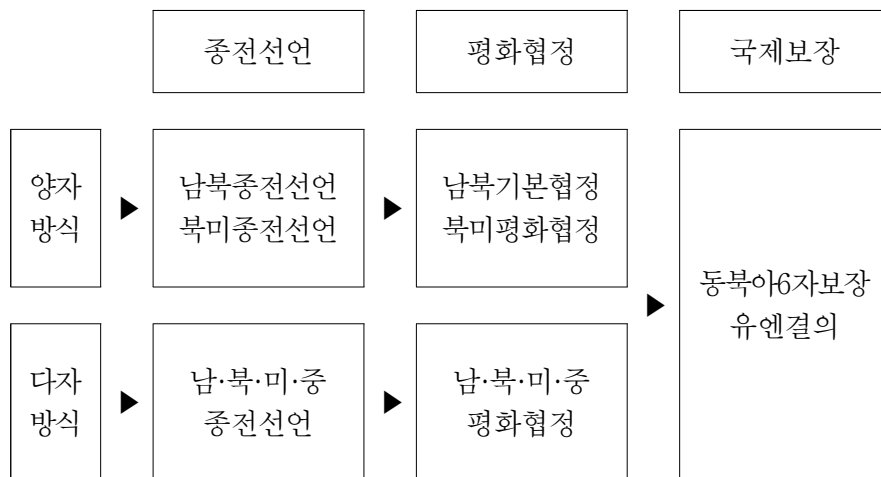 종전선언
평화협정
국제보장
양자
방식
▶
남북종전선언
북미종전선언
▶
남북기본협정
북미평화협정
▶
동북아6자보장
유엔결의
다자
방식
▶
남·북·미·중
종전선언
▶
남·북·미·중
평화협정